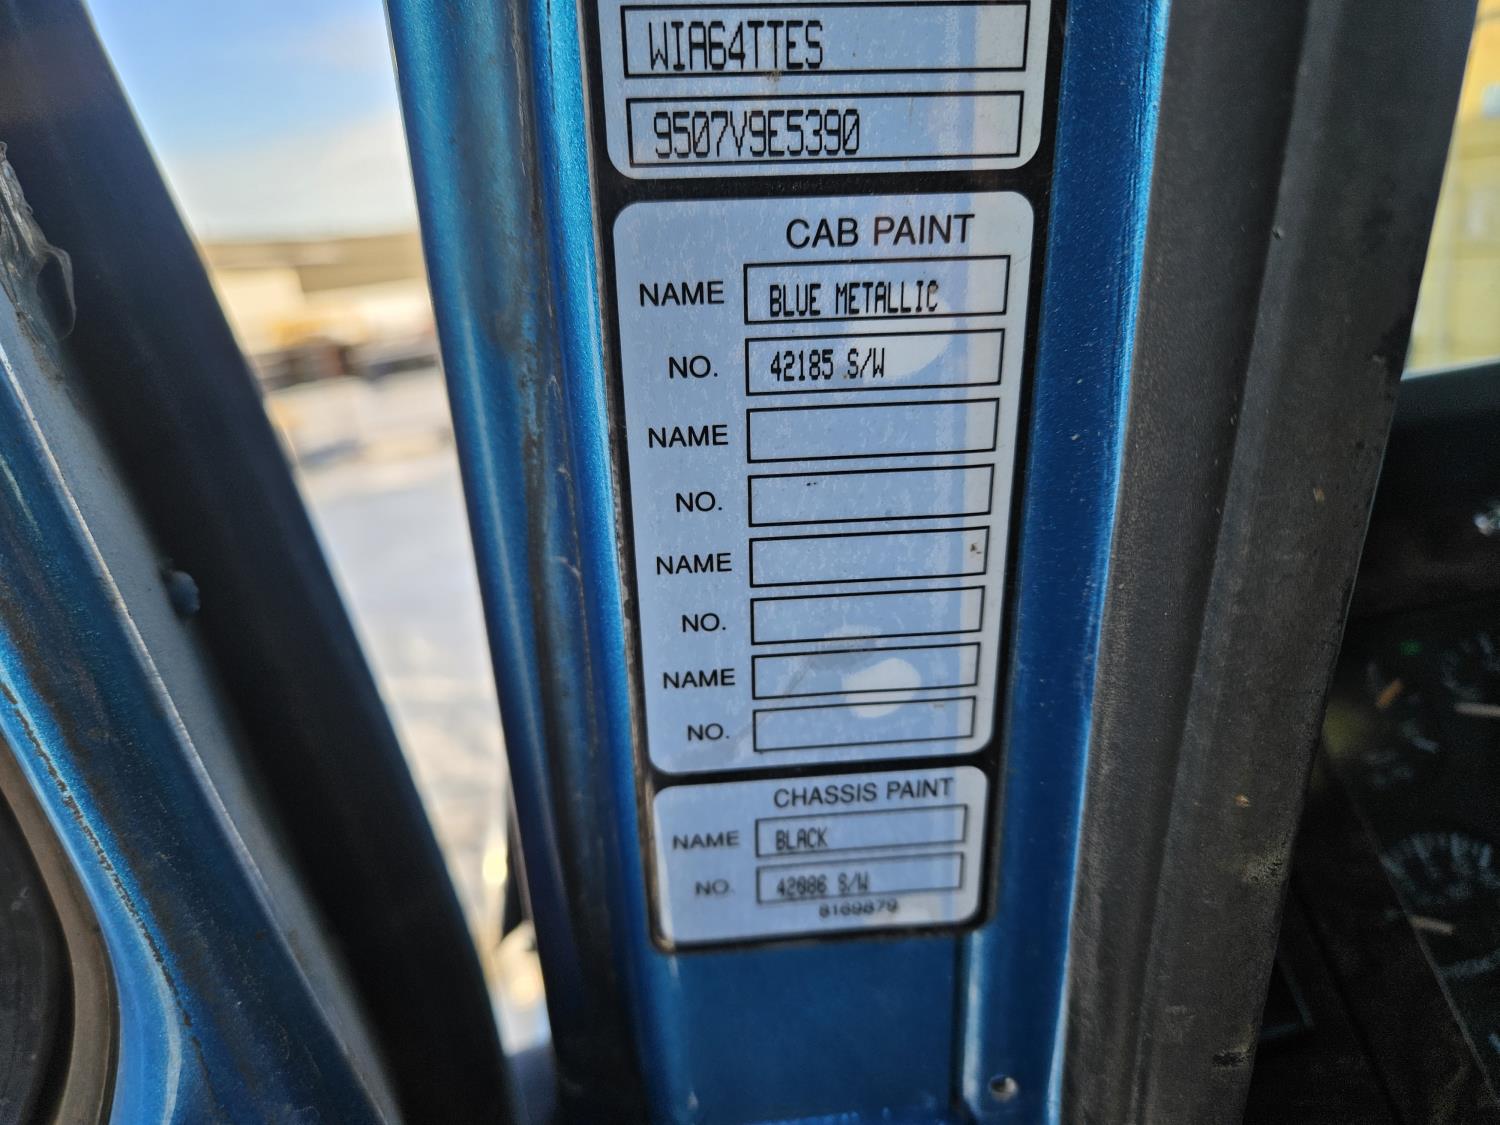 WIA64TTES
9507V9E5390
CAB PAINT
NAME BLUE METALLIC
NO. 42185 S/W
NAME
NO.
NAME
NO.
NAME
NO.
CHASSIS PAINT
NAME BLACK
NO. 42086 S/W
8169879